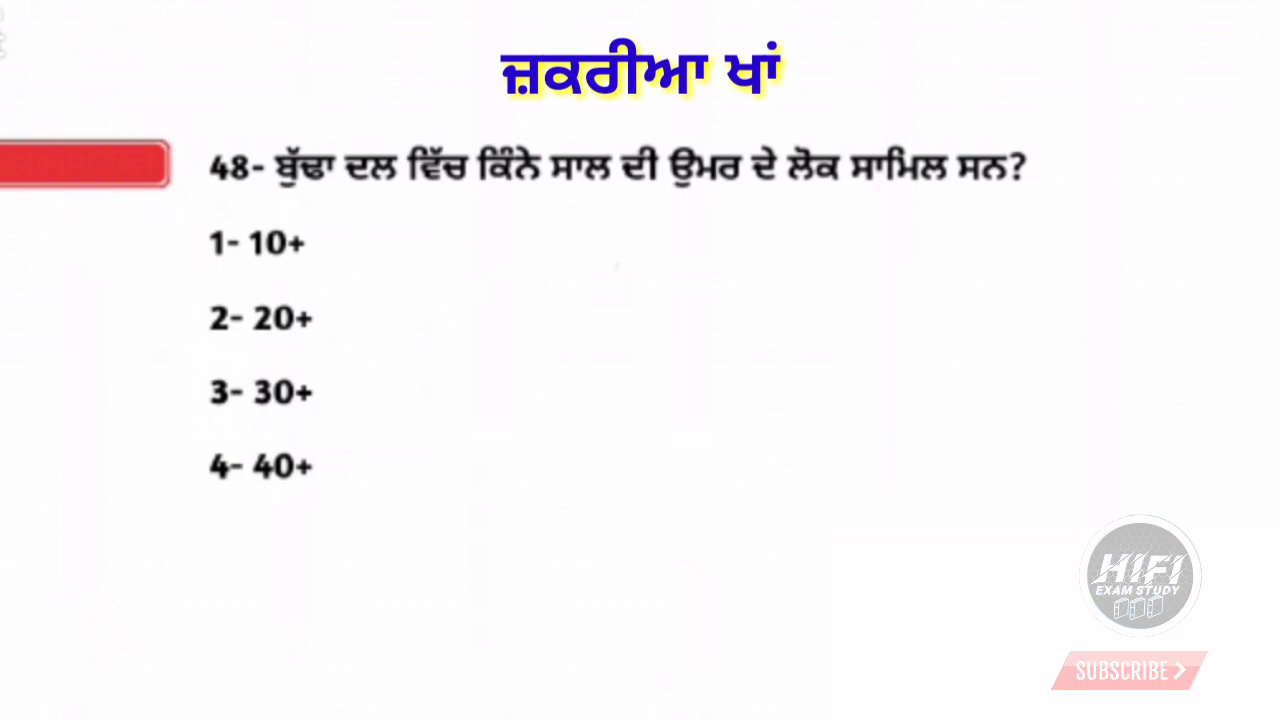 ਜ਼ਕਰੀਆ ਖਾਂ
48- ਬੁੱਢਾ ਦਲ ਵਿੱਚ ਕਿੰਨੇ ਸਾਲ ਦੀ ਉਮਰ ਦੇ ਲੋਕ ਸਾਮਿਲ ਸਨ?
1- 10+
2- 20+
3- 30+
4- 40+
HIFI
EXAM STUDY
SUBSCRIBE